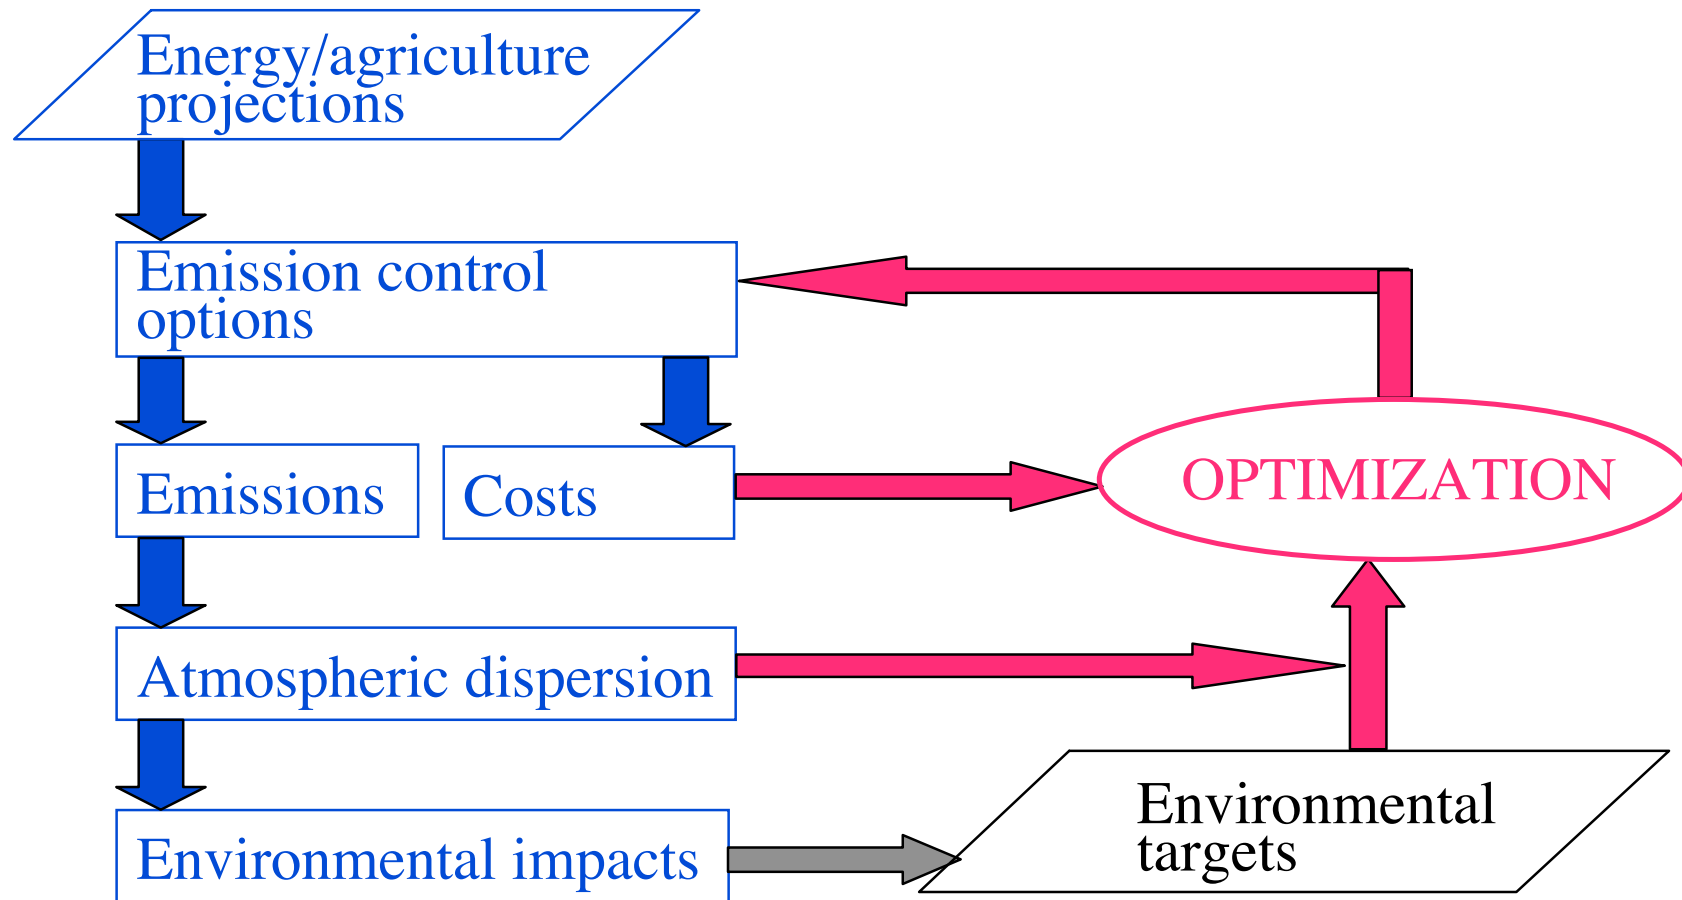 Energy/agriculture
projections
Emission control
options
Emissions
Costs
OPTIMIZATION
Atmospheric dispersion
Environmental
targets
Environmental impacts